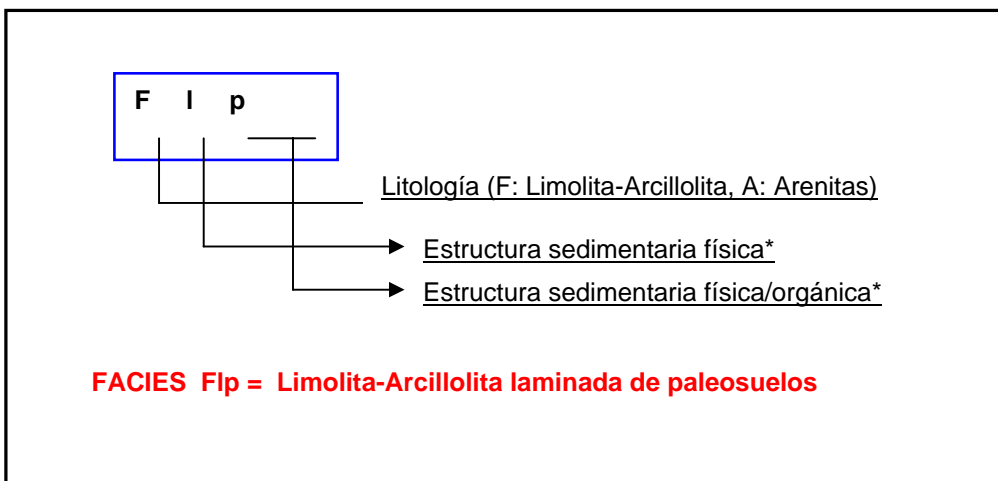 F l p
Litología (F: Limolita-Arcillolita, A: Arenitas)
Estructura sedimentaria física*
Estructura sedimentaria física/orgánica*
FACIES Flp = Limolita-Arcillolita laminada de paleosuelos